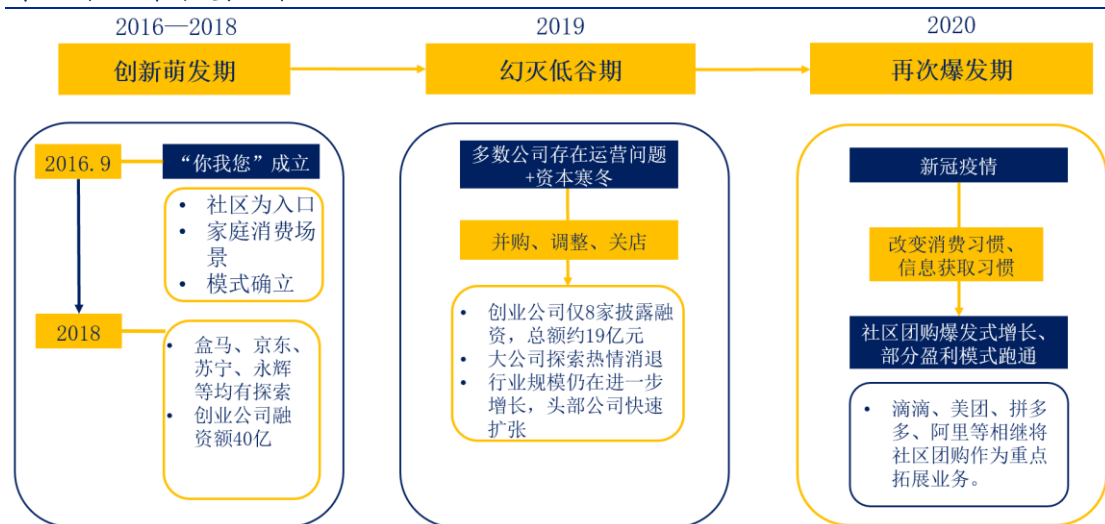 2016—2018
创新萌发期
2016.9
“你我您”成立
• 社区为入口
• 家庭消费场
景
• 模式确立
2018
• 盒马、京东、
苏宁、永辉
等均有探索
• 创业公司融
资额40亿
2019
幻灭低谷期
多数公司存在运营问题
+资本寒冬
并购、调整、关店
• 创业公司仅8家披露融
资，总额约19亿元
• 大公司探索热情消退
• 行业规模仍在进一步
增长，头部公司快速
扩张
2020
再次爆发期
新冠疫情
改变消费习惯、
信息获取习惯
社区团购爆发式增长、
部分盈利模式跑通
• 滴滴、美团、拼多
多、阿里等相继将
社区团购作为重点
拓展业务。